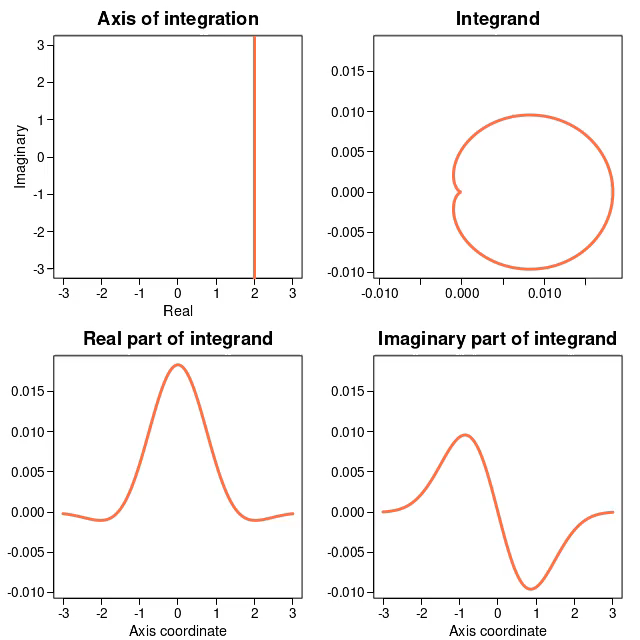 Axis of integration
Imaginary
3
2
1
0
-1
-2
-3
-3 -2 -1 0 1 2 3
Real
Integrand
0.015
0.010
0.005
0.000
-0.005
-0.010
-0.010 0.000 0.010
Real part of integrand
0.015
0.010
0.005
0.000
-0.005
-0.010
-3 -2 -1 0 1 2 3
Axis coordinate
Imaginary part of integrand
0.015
0.010
0.005
0.000
-0.005
-0.010
-3 -2 -1 0 1 2 3
Axis coordinate